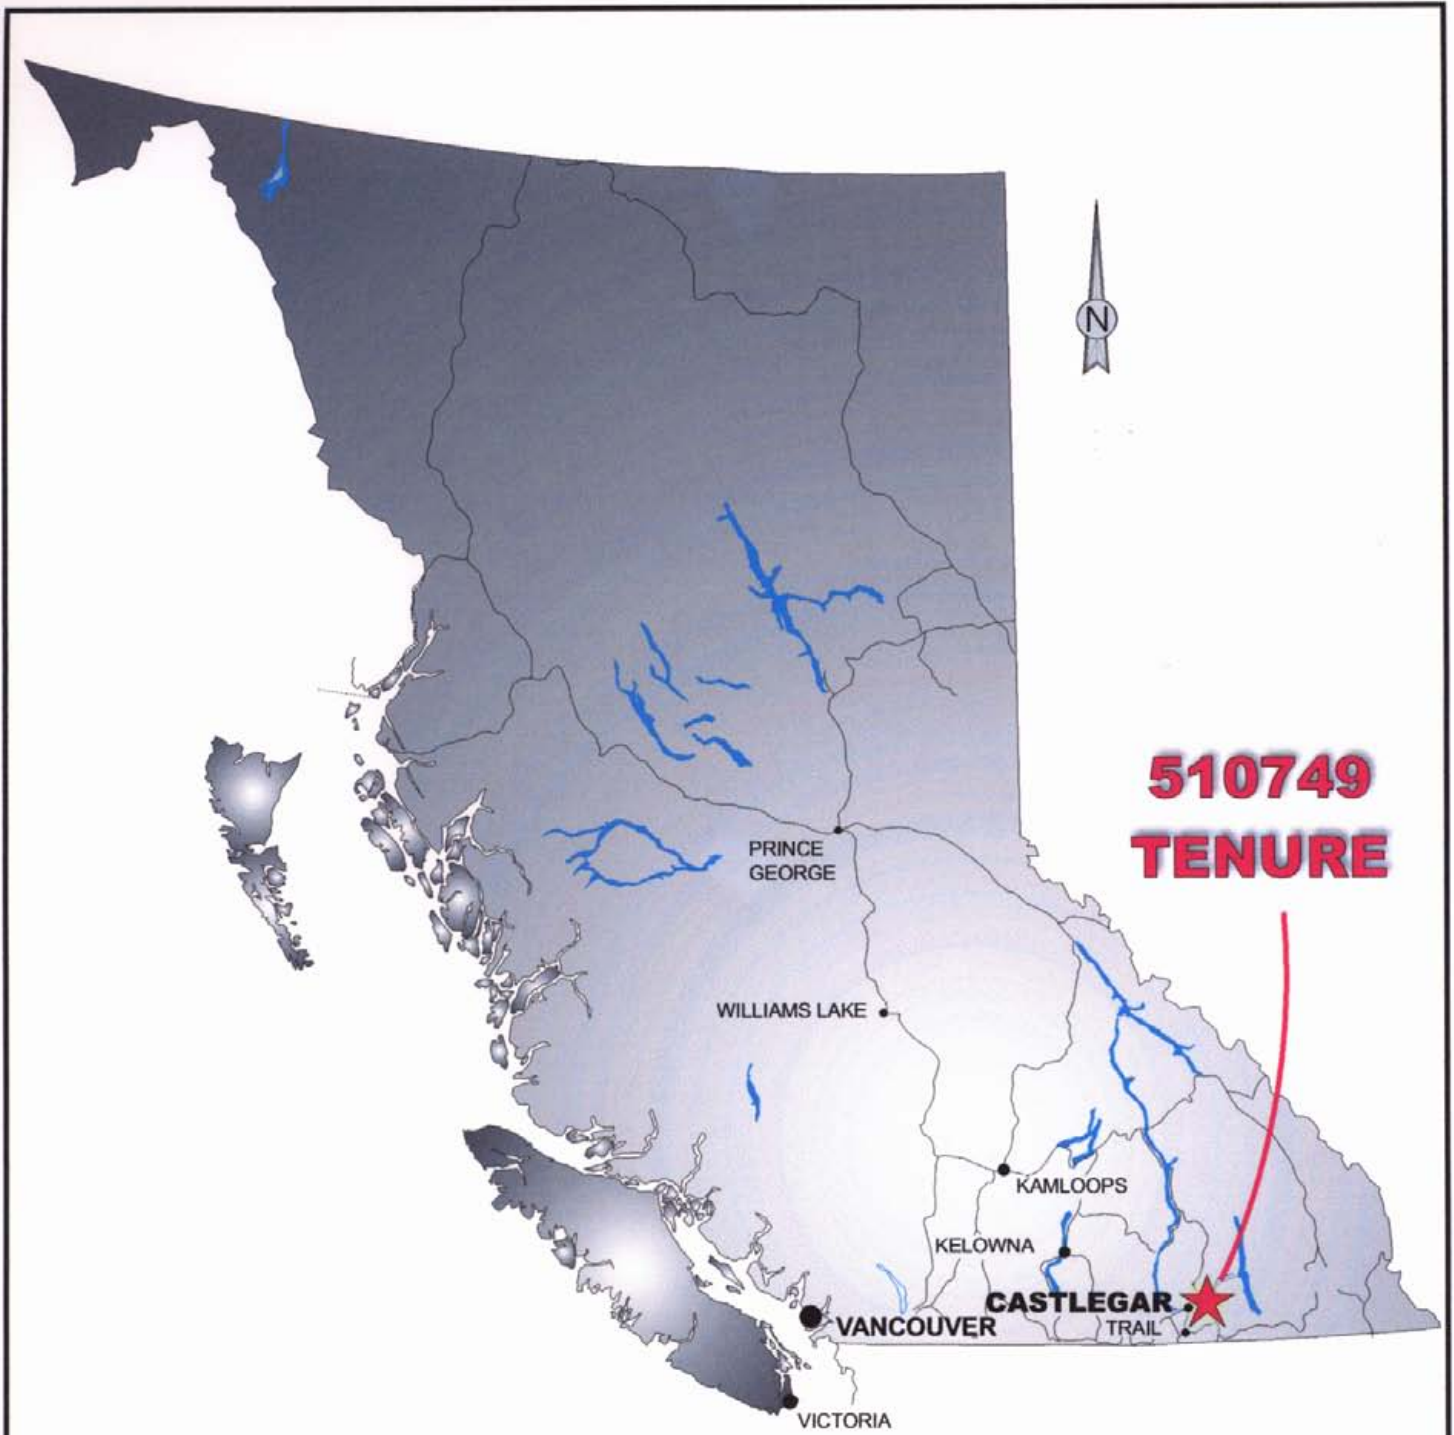 N
510749
TENURE
PRINCE
GEORGE
WILLIAMS LAKE
KAMLOOPS
KELOWNA
CASTLEGAR
TRAIL
VANCOUVER
VICTORIA